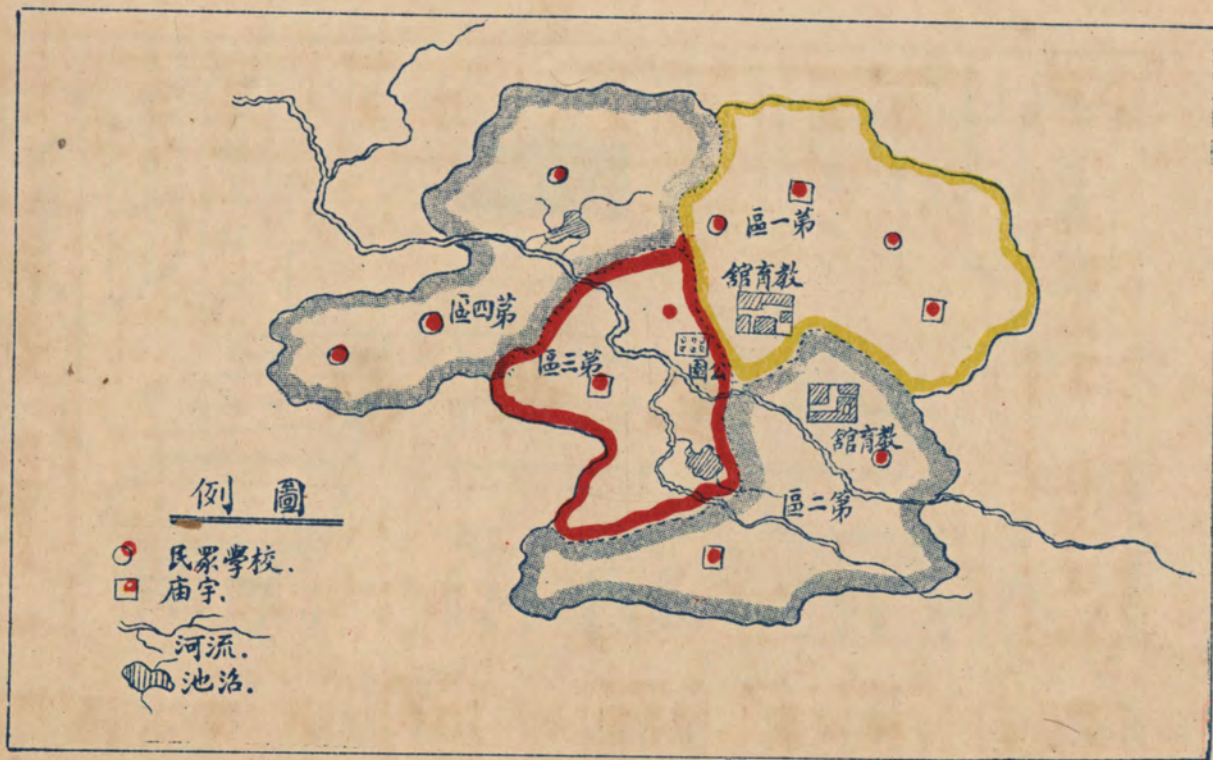 第一區
教育館
第四區
第三區
公園
教育館
第二區
圖例
民眾學校.
庙宇.
河流.
池沼.